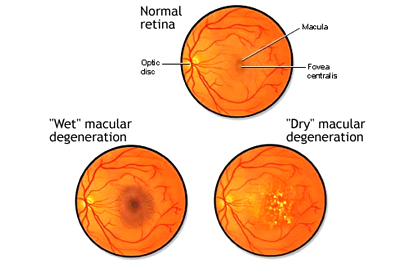 Normal
retina
Macula
Optic
disc
Fovea
centralis
"Wet" macular
degeneration
"Dry" macular
degeneration